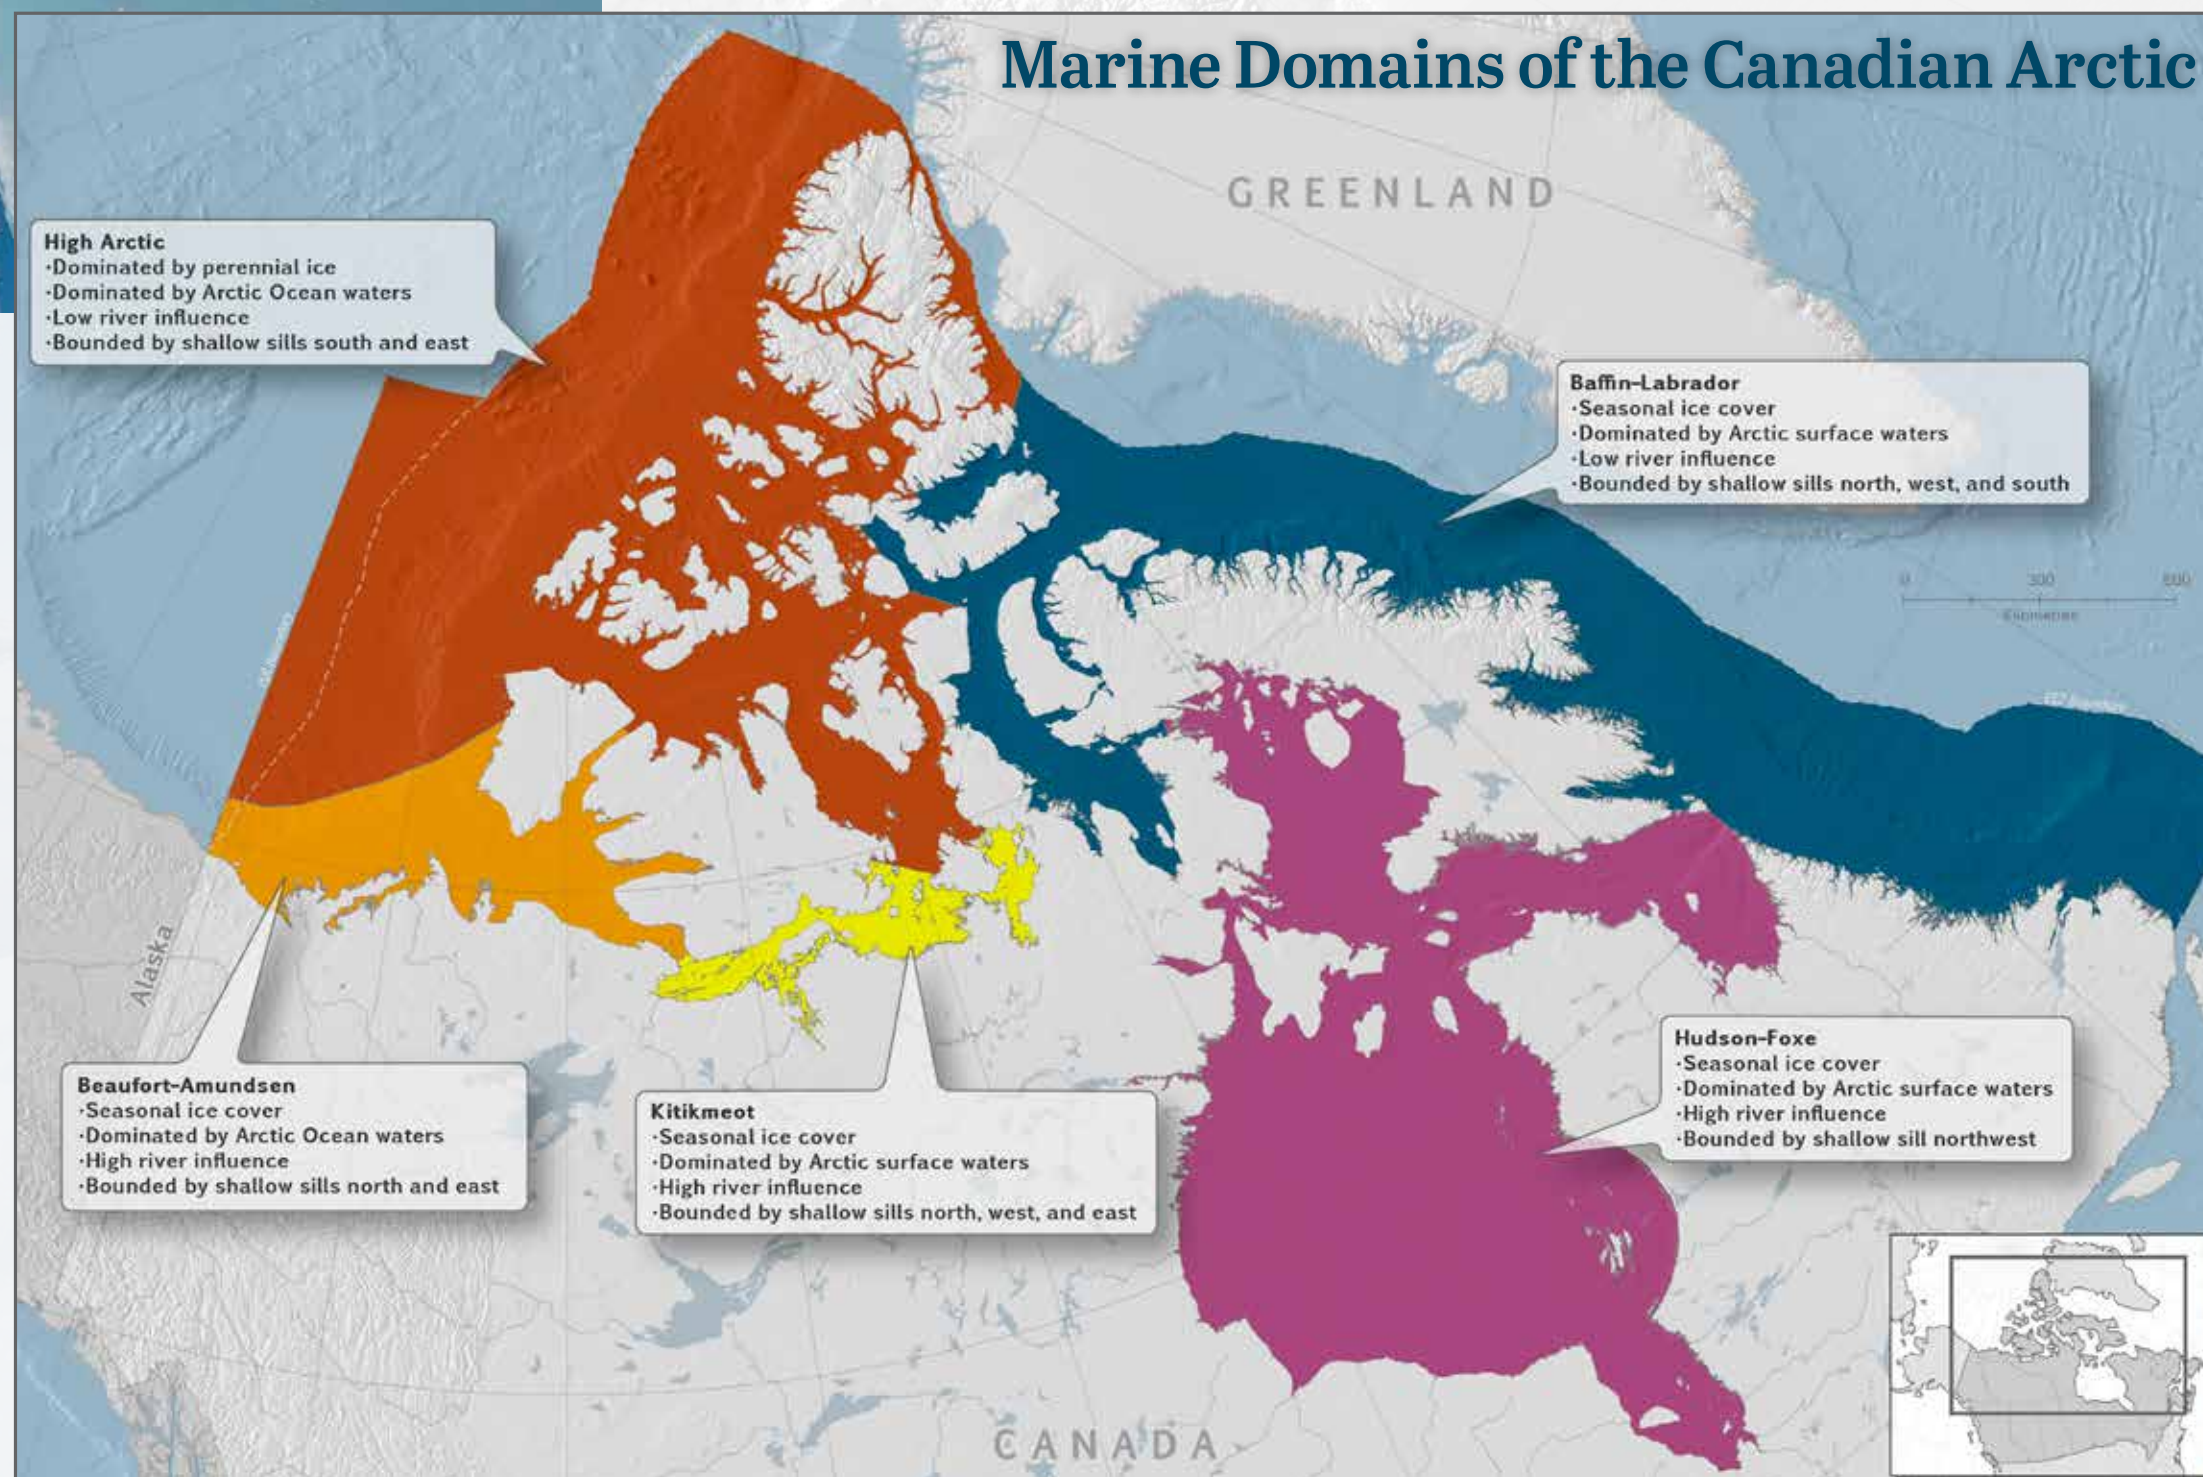 Marine Domains of the Canadian Arctic
GREENLAND
High Arctic
·Dominated by perennial ice
·Dominated by Arctic Ocean waters
·Low river influence
·Bounded by shallow sills south and east
Baffin–Labrador
·Seasonal ice cover
·Dominated by Arctic surface waters
·Low river influence
·Bounded by shallow sills north, west, and south
0 300 600
Kilometres
Alaska
Beaufort–Amundsen
·Seasonal ice cover
·Dominated by Arctic Ocean waters
·High river influence
·Bounded by shallow sills north and east
Kitikmeot
·Seasonal ice cover
·Dominated by Arctic surface waters
·High river influence
·Bounded by shallow sills north, west, and east
Hudson–Foxe
·Seasonal ice cover
·Dominated by Arctic surface waters
·High river influence
·Bounded by shallow sill northwest
CANADA